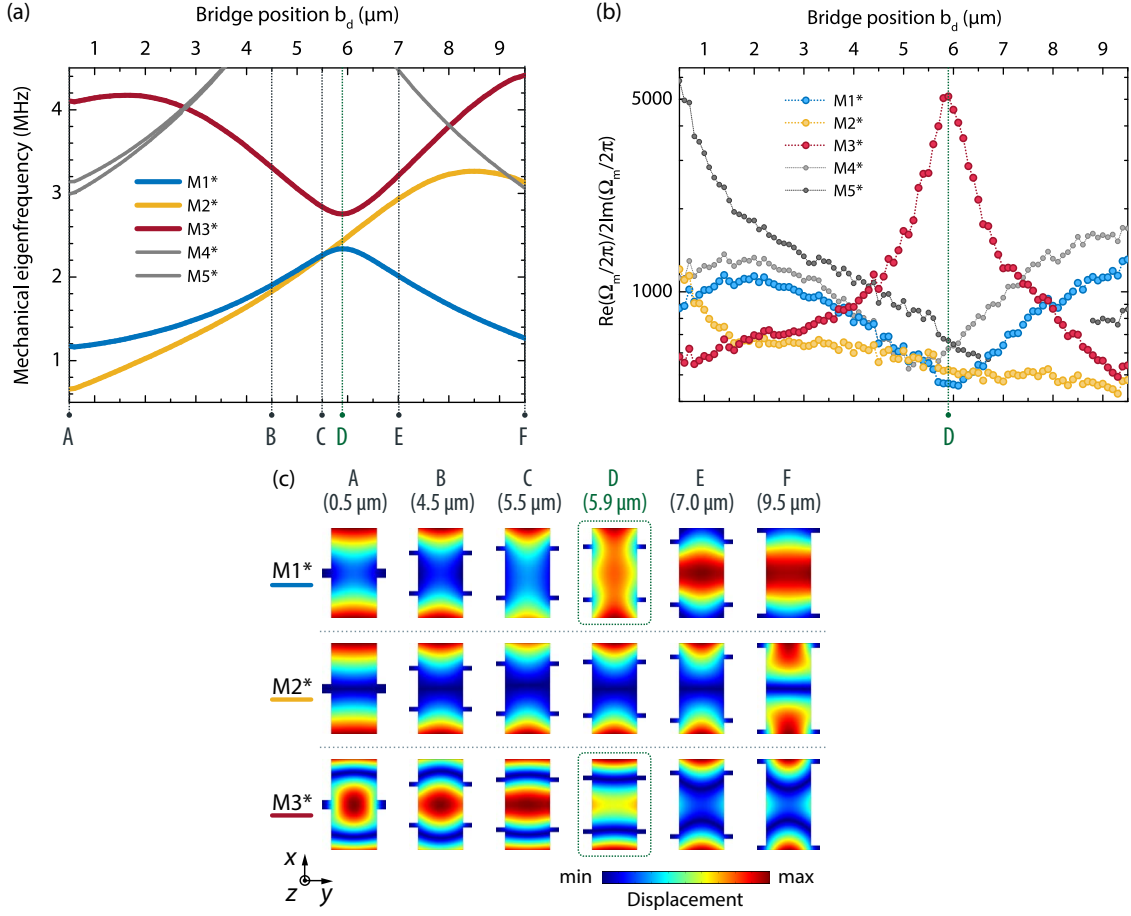 (a)
Bridge position b_d (μm)
1 2 3 4 5 6 7 8 9
Mechanical eigenfrequency (MHz)
4
3
2
1
M1*
M2*
M3*
M4*
M5*
A B C D E F
(b)
Bridge position b_d (μm)
1 2 3 4 5 6 7 8 9
Re(Ω_m/2π)/2Im(Ω_m/2π)
5000
1000
M1*
M2*
M3*
M4*
M5*
D
(c)
A B C D E F
(0.5 μm) (4.5 μm) (5.5 μm) (5.9 μm) (7.0 μm) (9.5 μm)
M1*
M2*
M3*
x
z y
min max
Displacement